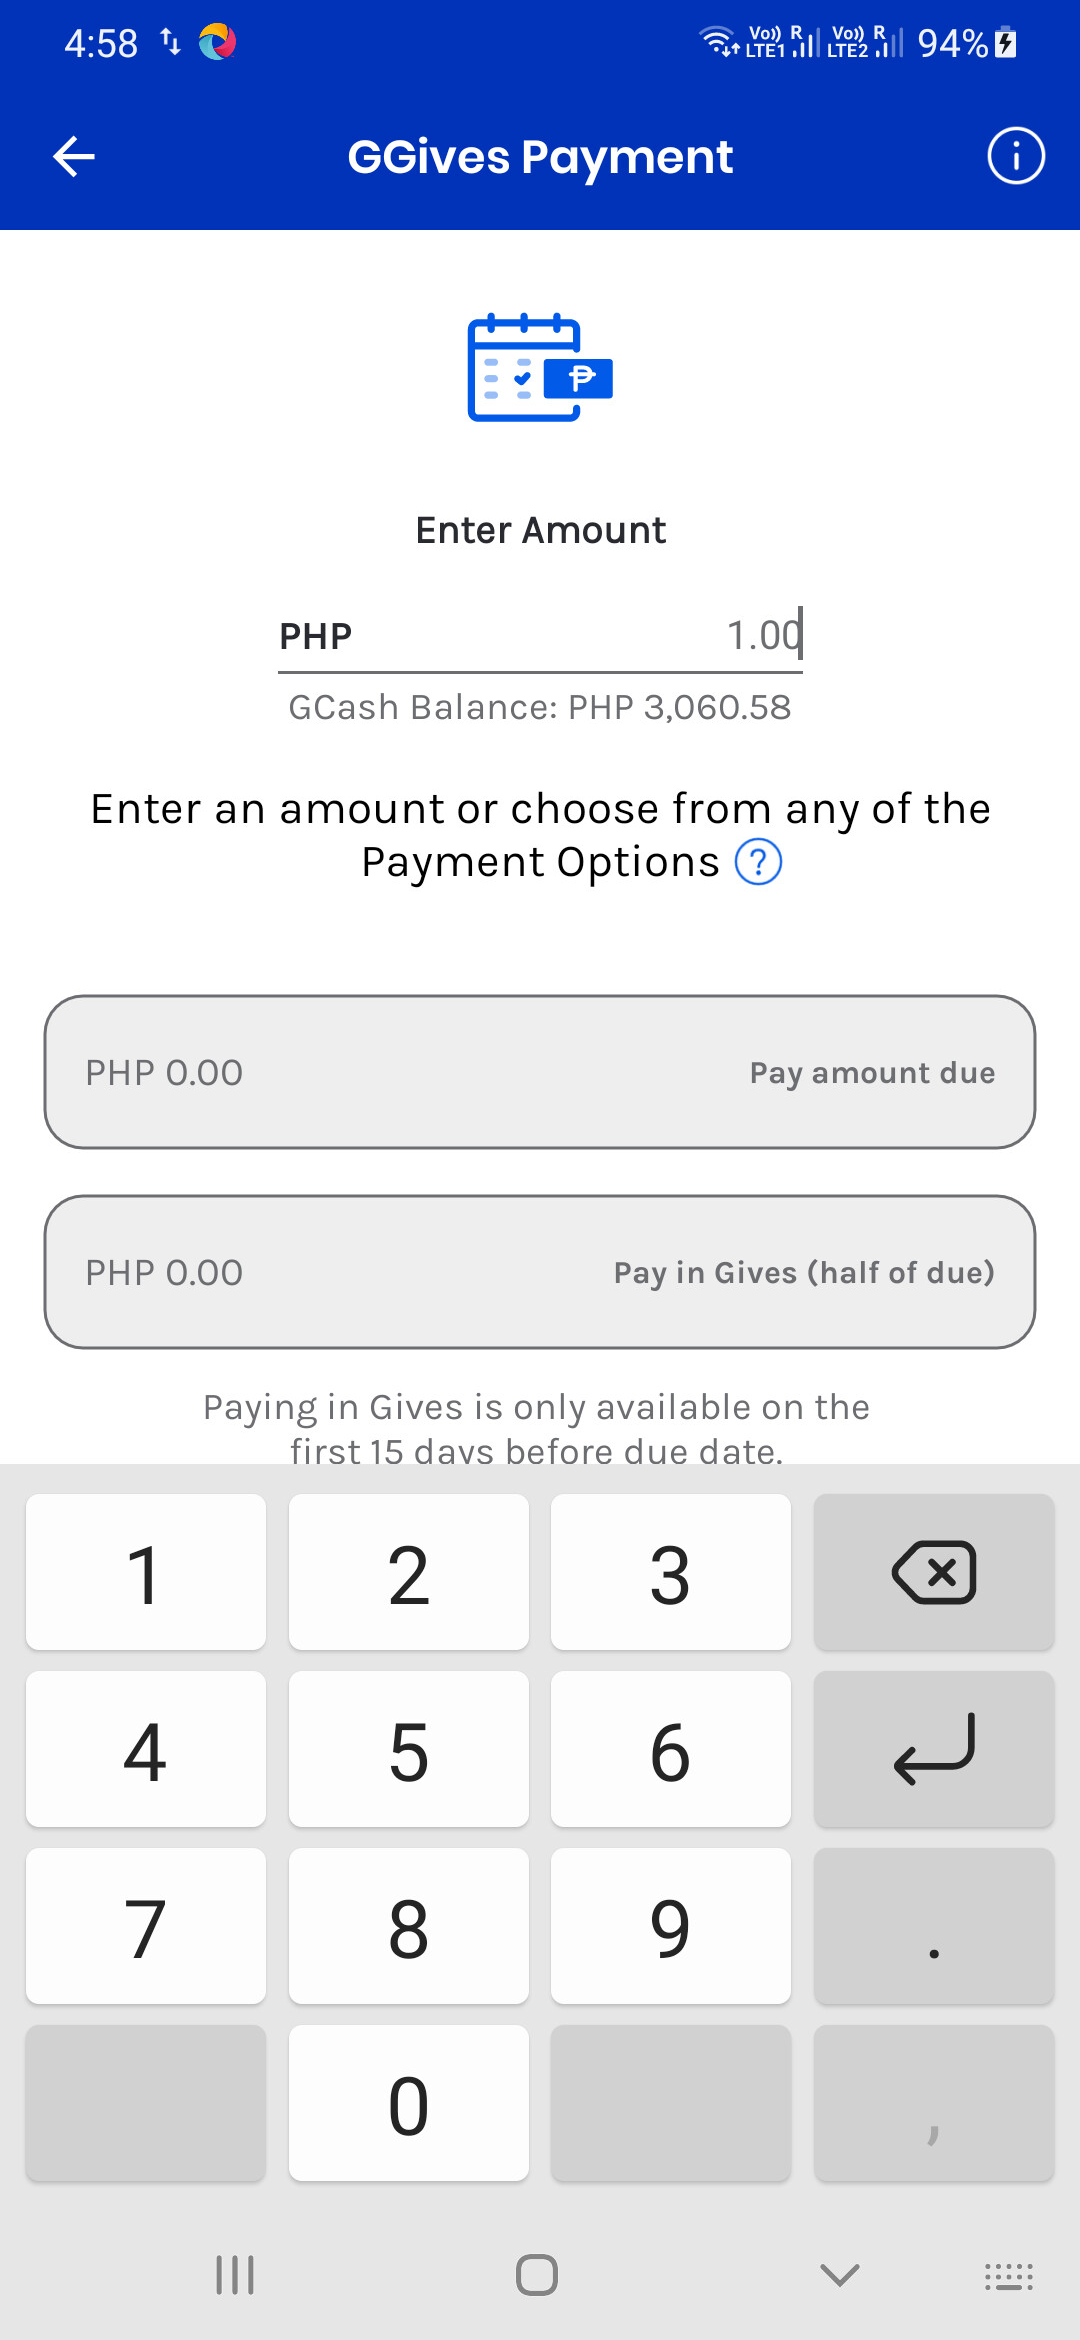 4:58
Vo)) R Vo)) R 94%
LTE1 LTE2
GGives Payment
Enter Amount
PHP 1.00
GCash Balance: PHP 3,060.58
Enter an amount or choose from any of the
Payment Options ?
PHP 0.00 Pay amount due
PHP 0.00 Pay in Gives (half of due)
Paying in Gives is only available on the
first 15 days before due date.
1 2 3
4 5 6
7 8 9 .
0 ,